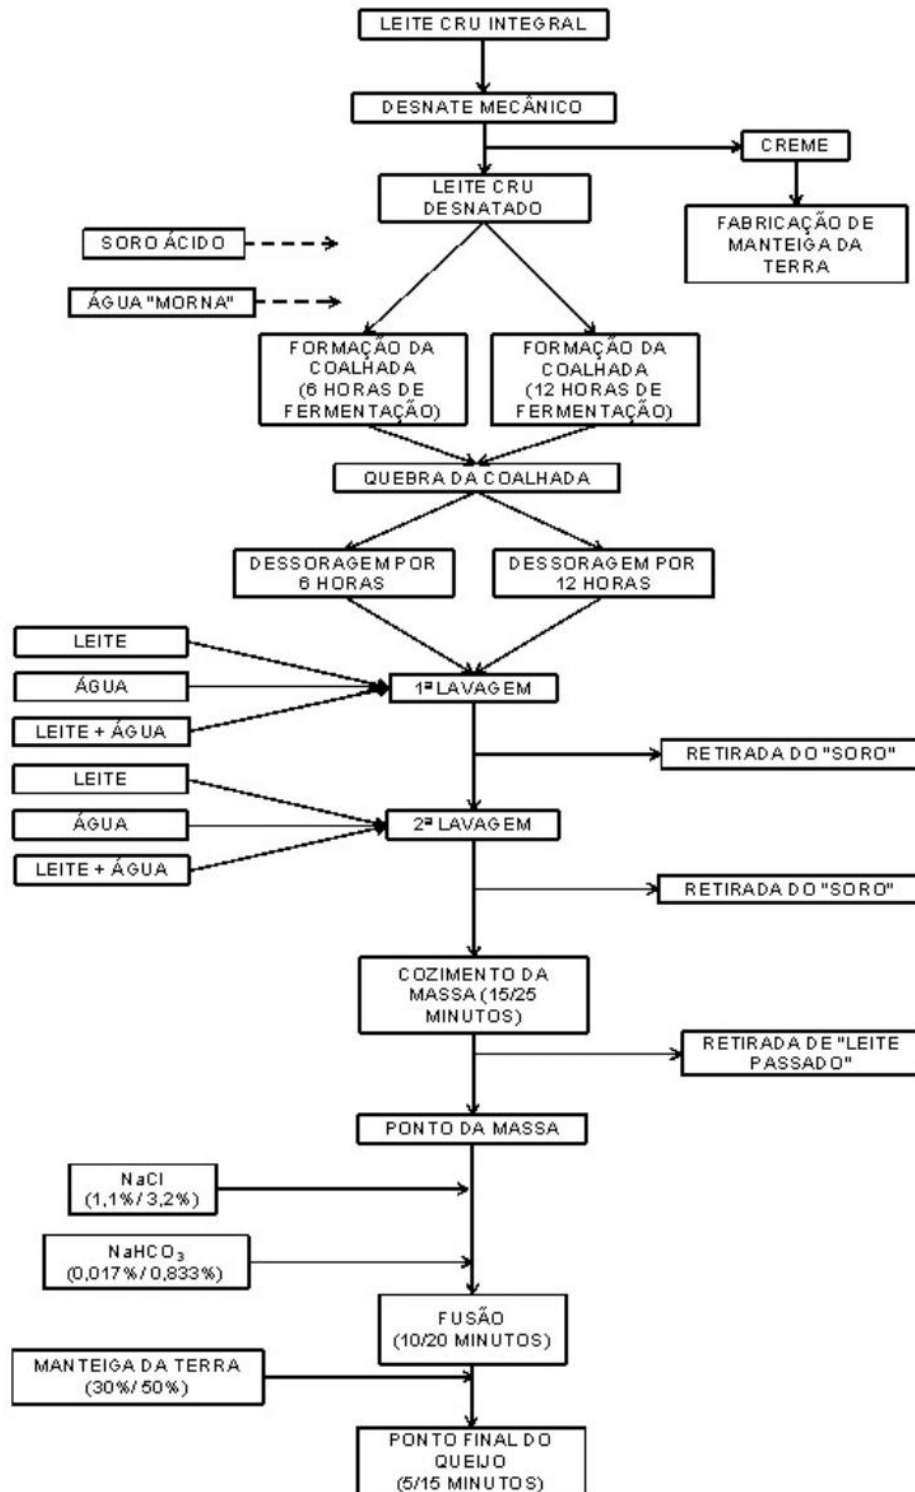 LEITE CRU INTEGRAL
DESNATE MECÂNICO
CREME
LEITE CRU
DESNATADO
FABRICAÇÃO DE
MANTEIGA DA
TERRA
SORO ÁCIDO
ÁGUA "MORNA"
FORMAÇÃO DA
COALHADA
(6 HORAS DE
FERMENTAÇÃO)
FORMAÇÃO DA
COALHADA
(12 HORAS DE
FERMENTAÇÃO)
QUEBRA DA COALHADA
DESSORAGEM POR
6 HORAS
DESSORAGEM POR
12 HORAS
LEITE
ÁGUA
LEITE + ÁGUA
1ª LAVAGEM
RETIRADA DO "SORO"
LEITE
ÁGUA
LEITE + ÁGUA
2ª LAVAGEM
RETIRADA DO "SORO"
COZIMENTO DA
MASSA (15/25
MINUTOS)
RETIRADA DE "LEITE
PASSADO"
PONTO DA MASSA
NaCl
(1,1%/ 3,2%)
NaHCO₃
(0,017%/ 0,833%)
FUSÃO
(10/20 MINUTOS)
MANTEIGA DA TERRA
(30%/ 50%)
PONTO FINAL DO
QUEIJO
(5/15 MINUTOS)